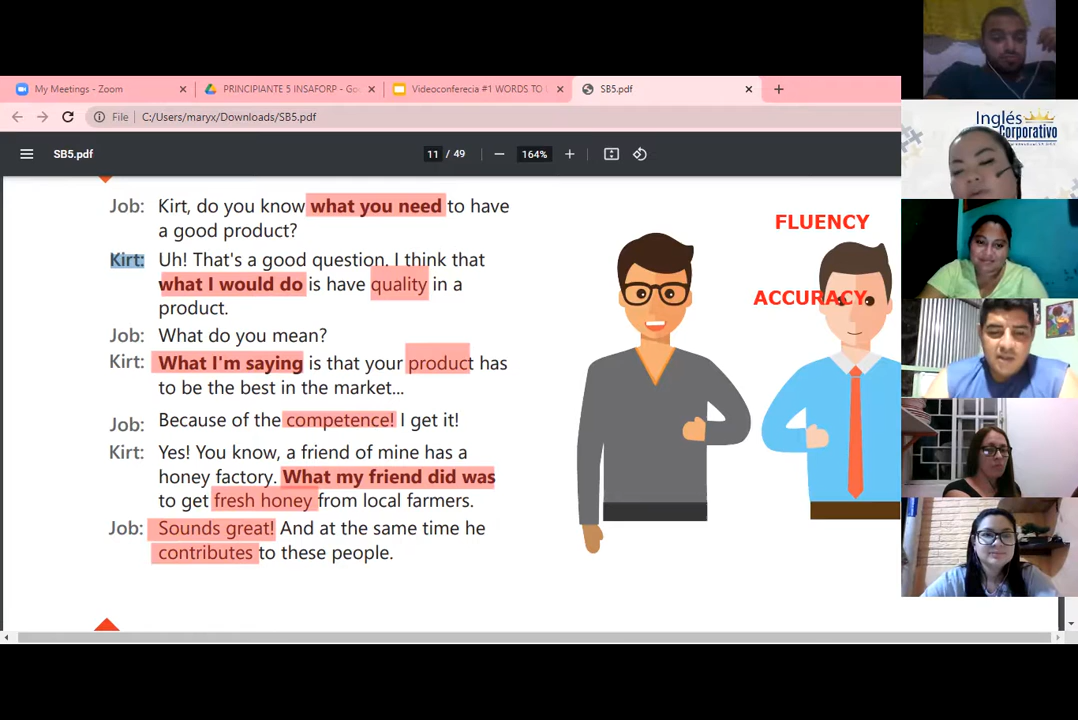 My Meetings - Zoom
PRINCIPIANTE 5 INSAFORP - Go
Videoconferecia #1 WORDS TO
SB5.pdf
File C:/Users/maryx/Downloads/SB5.pdf
SB5.pdf
11 / 49
164%
Job: Kirt, do you know what you need to have
a good product?
Kirt: Uh! That's a good question. I think that
what I would do is have quality in a
product.
Job: What do you mean?
Kirt: What I'm saying is that your product has
to be the best in the market...
Job: Because of the competence! I get it!
Kirt: Yes! You know, a friend of mine has a
honey factory. What my friend did was
to get fresh honey from local farmers.
Job: Sounds great! And at the same time he
contributes to these people.
FLUENCY
ACCURACY
Inglés
Corporativo